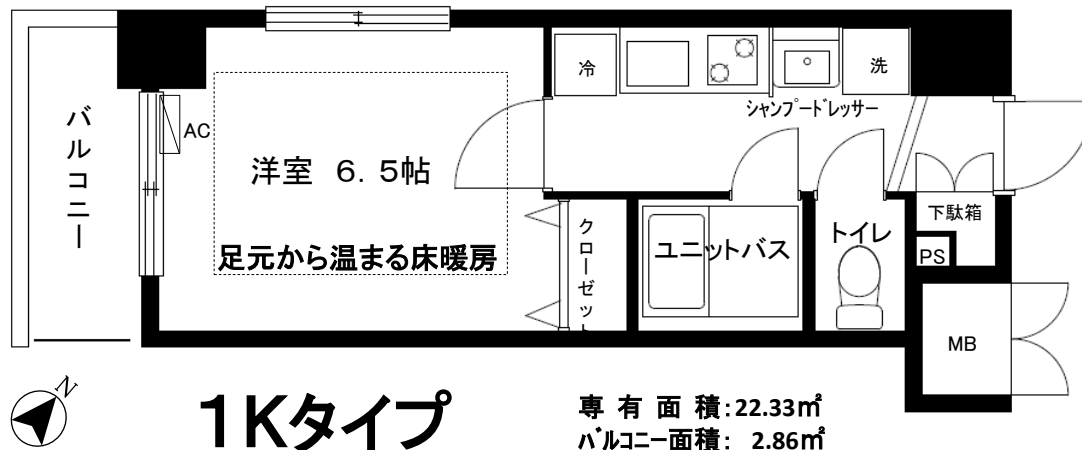 冷
洗
シャンプードレッサー
バルコニー
AC
洋室 6.5帖
足元から温まる床暖房
クローゼット
ユニットバス
トイレ
下駄箱
PS
MB
N
1Kタイプ
専有面積:22.33㎡
バルコニー面積: 2.86㎡